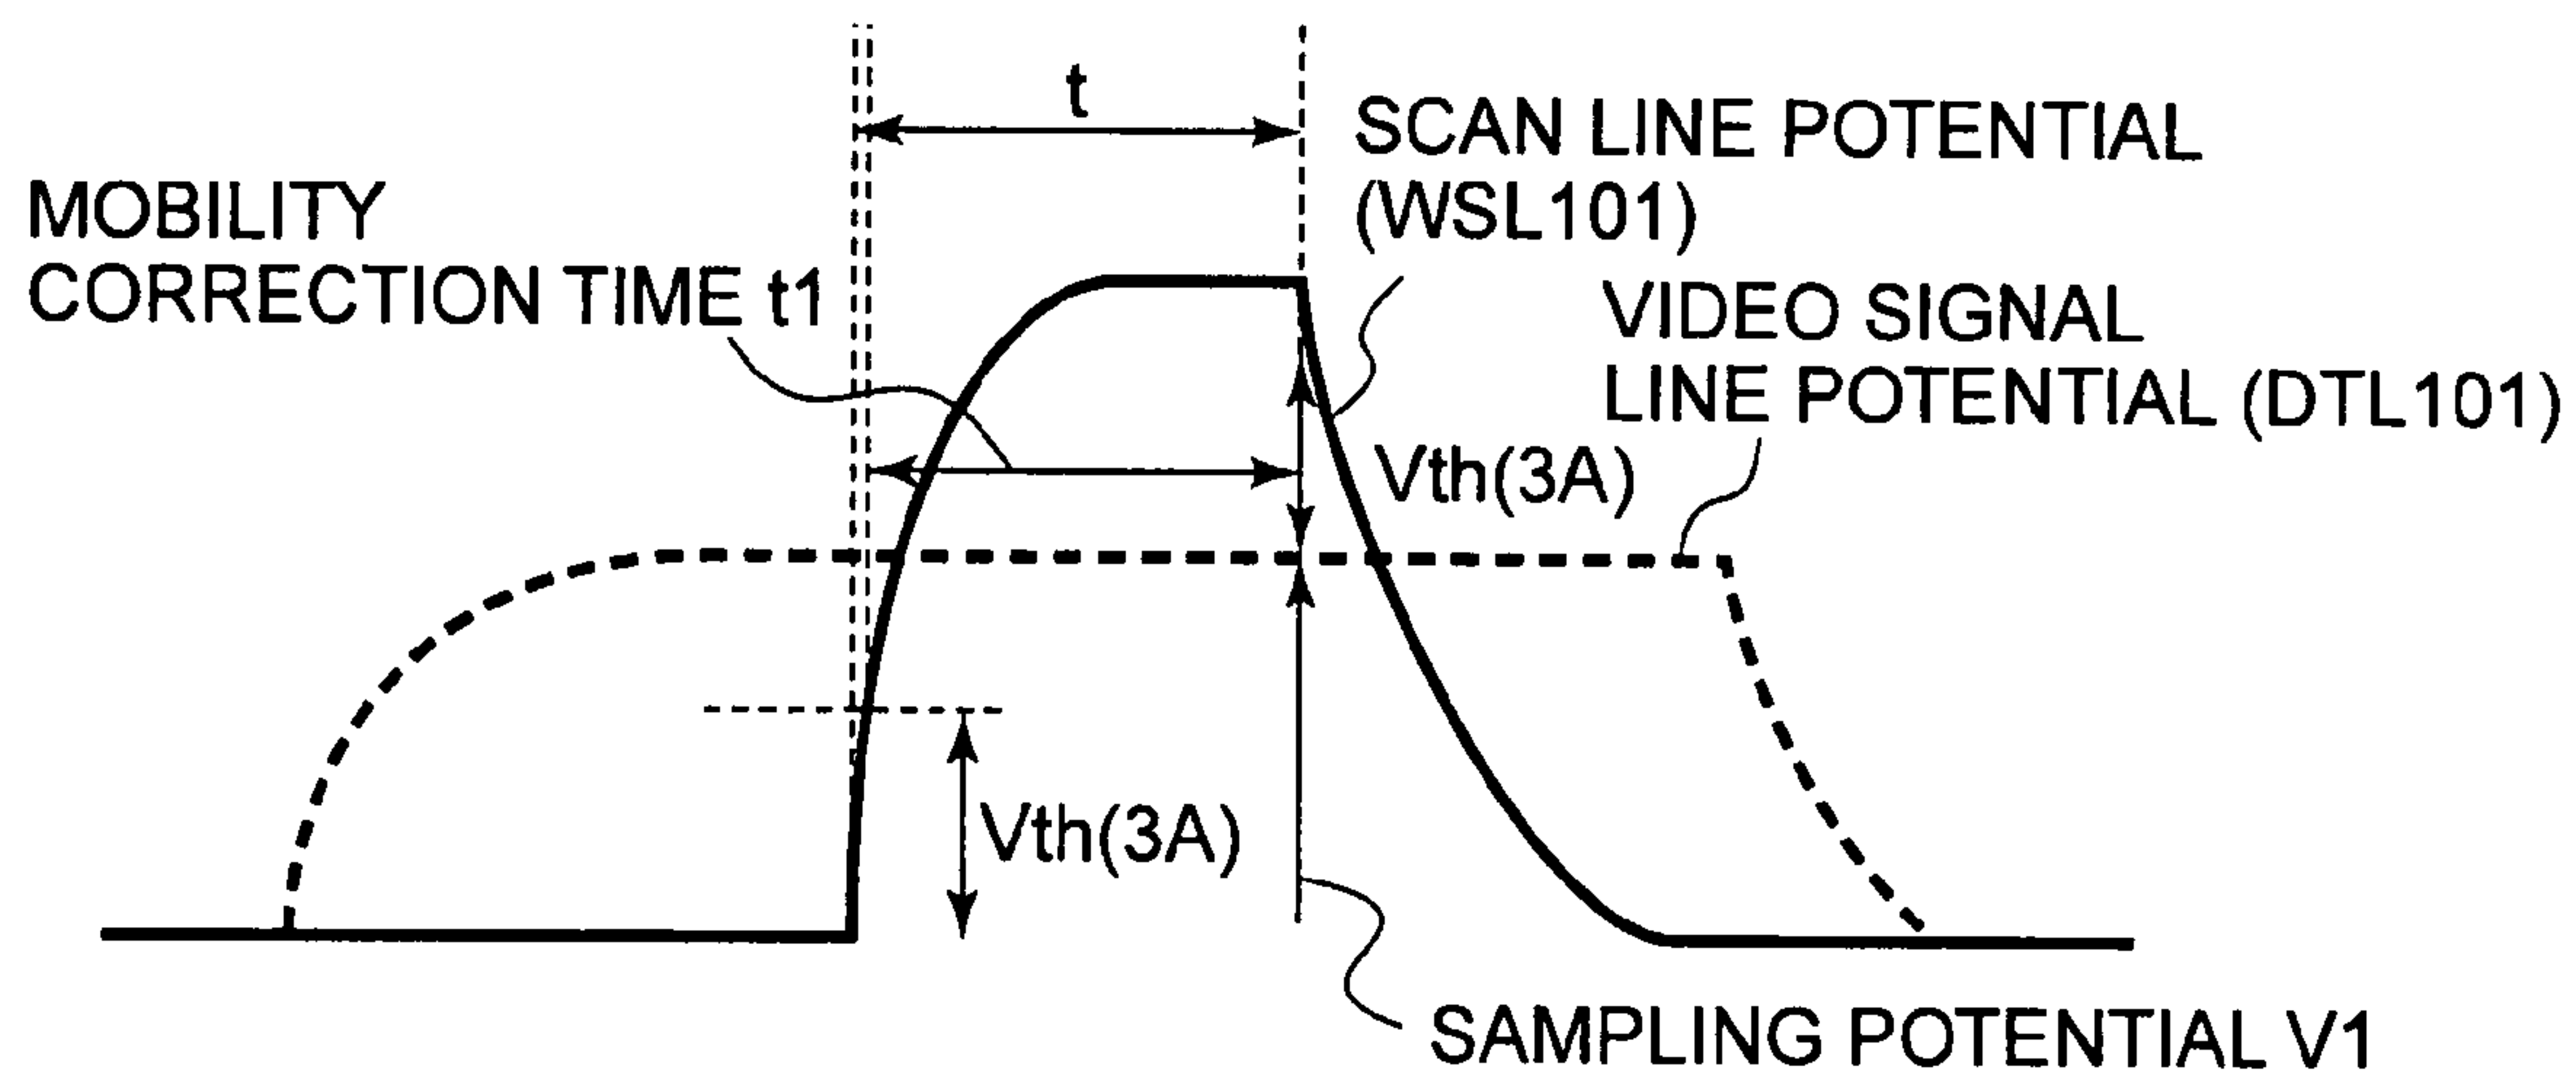 t
SCAN LINE POTENTIAL
(WSL101)
MOBILITY
CORRECTION TIME t1
VIDEO SIGNAL
LINE POTENTIAL (DTL101)
Vth(3A)
Vth(3A)
SAMPLING POTENTIAL V1